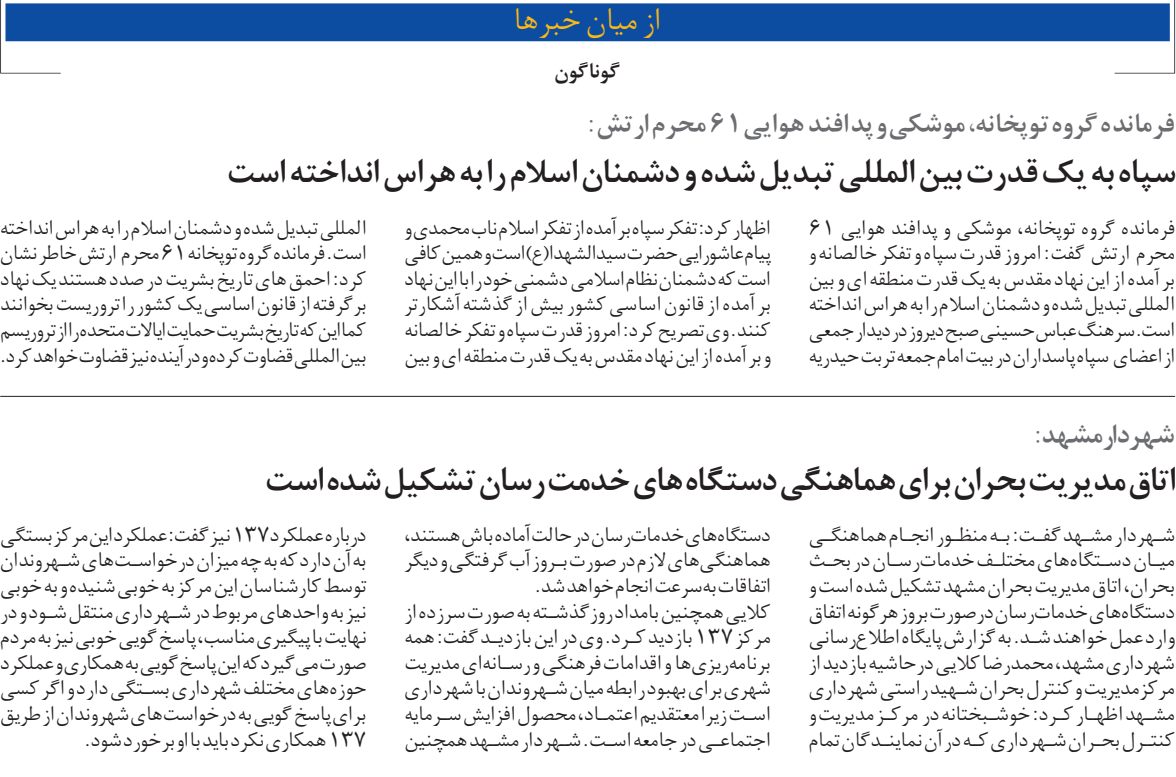 از میان خبرها
گوناگون
فرمانده گروه توپخانه، موشکی و پدافند هوایی ۶۱ محرم ارتش:
سپاه به یک قدرت بین المللی تبدیل شده و دشمنان اسلام را به هراس انداخته است
فرمانده گروه توپخانه، موشکی و پدافند هوایی ۶۱
محرم ارتش گفت: امروز قدرت سپاه و تفکر خالصانه و
بر آمده از این نهاد مقدس به یک قدرت منطقه ای و بین
المللی تبدیل شده و دشمنان اسلام را به هراس انداخته
است. سرهنگ عباس حسینی صبح دیروز در دیدار جمعی
از اعضای سپاه پاسداران در بیت امام جمعه تربت حیدریه
اظهار کرد: تفکر سپاه بر آمده از تفکر اسلام ناب محمدی و
پیام عاشورایی حضرت سیدالشهدا(ع) است و همین کافی
است که دشمنان نظام اسلامی دشمنی خود را با این نهاد
بر آمده از قانون اساسی کشور بیش از گذشته آشکار تر
کنند. وی تصریح کرد: امروز قدرت سپاه و تفکر خالصانه
و بر آمده از این نهاد مقدس به یک قدرت منطقه ای و بین
المللی تبدیل شده و دشمنان اسلام را به هراس انداخته
است. فرمانده گروه توپخانه ۶۱ محرم ارتش خاطر نشان
کرد: احمق های تاریخ بشریت در صدد هستند یک نهاد
بر گرفته از قانون اساسی یک کشور را تروریست بخوانند
کما این که تاریخ بشریت حمایت ایالات متحده را از تروریسم
بین المللی قضاوت کرده و در آینده نیز قضاوت خواهد کرد.
شهردار مشهد:
اتاق مدیریت بحران برای هماهنگی دستگاه‌های خدمت رسان تشکیل شده است
شهردار مشهد گفت: به منظور انجام هماهنگی
میان دستگاه‌های مختلف خدمات‌رسان در بحث
بحران، اتاق مدیریت بحران مشهد تشکیل شده است و
دستگاه‌های خدمات‌رسان در صورت بروز هر گونه اتفاق
وارد عمل خواهند شد. به گزارش پایگاه اطلاع‌رسانی
شهرداری مشهد، محمدرضا کلایی در حاشیه بازدید از
مرکز مدیریت و کنترل بحران شهید راستی شهرداری
مشهد اظهار کرد: خوشبختانه در مرکز مدیریت و
کنترل بحران شهرداری که در آن نمایندگان تمام
دستگاه‌های خدمات‌رسان در حالت آماده باش هستند،
هماهنگی‌های لازم در صورت بروز آب گرفتگی و دیگر
اتفاقات به سرعت انجام خواهد شد.
کلایی همچنین بامداد روز گذشته به صورت سرزده از
مرکز ۱۳۷ بازدید کرد. وی در این بازدید گفت: همه
برنامه‌ریزی‌ها و اقدامات فرهنگی و رسانه‌ای مدیریت
شهری برای بهبود رابطه میان شهروندان با شهرداری
است زیرا معتقدیم اعتماد، محصول افزایش سرمایه
اجتماعی در جامعه است. شهردار مشهد همچنین
درباره عملکرد ۱۳۷ نیز گفت: عملکرد این مرکز بستگی
به آن دارد که به چه میزان درخواست‌های شهروندان
توسط کارشناسان این مرکز به خوبی شنیده و به خوبی
نیز به واحدهای مربوط در شهرداری منتقل شود و در
نهایت با پیگیری مناسب، پاسخ گویی خوبی نیز به مردم
صورت می گیرد که این پاسخ گویی به همکاری و عملکرد
حوزه‌های مختلف شهرداری بستگی دارد و اگر کسی
برای پاسخ گویی به درخواست‌های شهروندان از طریق
۱۳۷ همکاری نکرد باید با او برخورد شود.